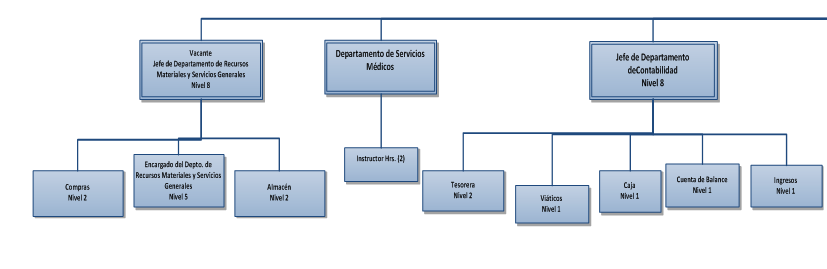 Vacante
Jefe de Departamento de Recursos
Materiales y Servicios Generales
Nivel 8
Departamento de Servicios
Médicos
Jefe de Departamento
deContabilidad
Nivel 8
Compras
Nivel 2
Encargado del Depto. de
Recursos Materiales y Servicios
Generales
Nivel 5
Almacén
Nivel 2
Instructor Hrs. (2)
Tesorera
Nivel 2
Viáticos
Nivel 1
Caja
Nivel 1
Cuenta de Balance
Nivel 1
Ingresos
Nivel 1